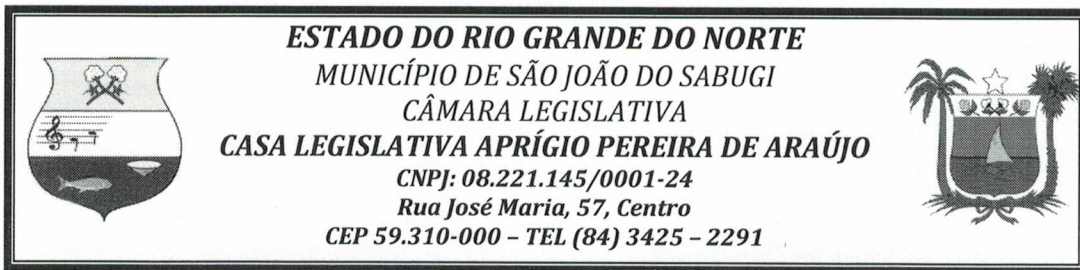 ESTADO DO RIO GRANDE DO NORTE
MUNICÍPIO DE SÃO JOÃO DO SABUGI
CÂMARA LEGISLATIVA
CASA LEGISLATIVA APRÍGIO PEREIRA DE ARAÚJO
CNPJ: 08.221.145/0001-24
Rua José Maria, 57, Centro
CEP 59.310-000 – TEL (84) 3425 – 2291